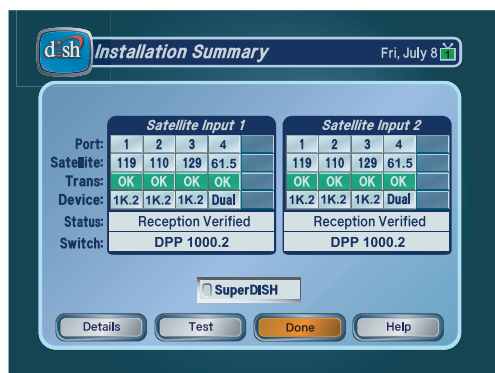 dish Installation Summary Fri, July 8 1
Satellite Input 1 Satellite Input 2
Port: 1 2 3 4 1 2 3 4
Satellite: 119 110 129 61.5 119 110 129 61.5
Trans: OK OK OK OK OK OK OK OK
Device: 1K.2 1K.2 1K.2 Dual 1K.2 1K.2 1K.2 Dual
Status: Reception Verified Reception Verified
Switch: DPP 1000.2 DPP 1000.2
SuperDISH
Details Test Done Help